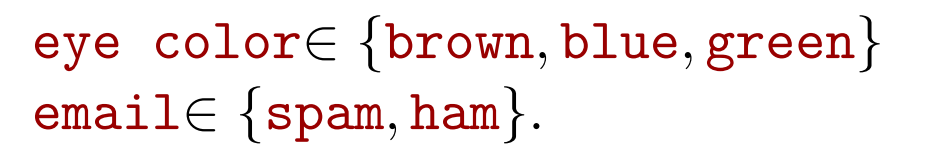 eye color∈ {brown, blue, green}
email∈ {spam, ham}.